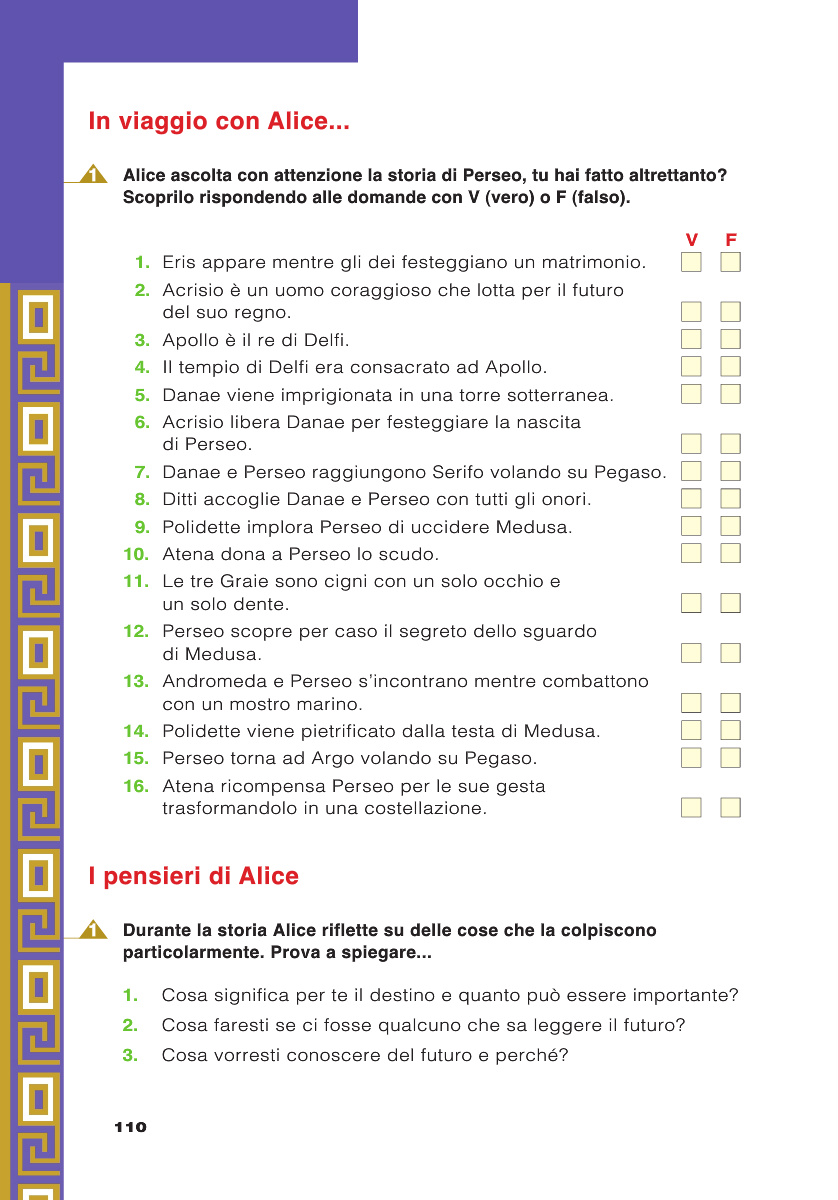 In viaggio con Alice...
1 Alice ascolta con attenzione la storia di Perseo, tu hai fatto altrettanto?
Scoprilo rispondendo alle domande con V (vero) o F (falso).
V F
1. Eris appare mentre gli dei festeggiano un matrimonio.
2. Acrisio è un uomo coraggioso che lotta per il futuro
del suo regno.
3. Apollo è il re di Delfi.
4. Il tempio di Delfi era consacrato ad Apollo.
5. Danae viene imprigionata in una torre sotterranea.
6. Acrisio libera Danae per festeggiare la nascita
di Perseo.
7. Danae e Perseo raggiungono Serifo volando su Pegaso.
8. Ditti accoglie Danae e Perseo con tutti gli onori.
9. Polidette implora Perseo di uccidere Medusa.
10. Atena dona a Perseo lo scudo.
11. Le tre Graie sono cigni con un solo occhio e
un solo dente.
12. Perseo scopre per caso il segreto dello sguardo
di Medusa.
13. Andromeda e Perseo s'incontrano mentre combattono
con un mostro marino.
14. Polidette viene pietrificato dalla testa di Medusa.
15. Perseo torna ad Argo volando su Pegaso.
16. Atena ricompensa Perseo per le sue gesta
trasformandolo in una costellazione.
I pensieri di Alice
1 Durante la storia Alice riflette su delle cose che la colpiscono
particolarmente. Prova a spiegare...
1. Cosa significa per te il destino e quanto può essere importante?
2. Cosa faresti se ci fosse qualcuno che sa leggere il futuro?
3. Cosa vorresti conoscere del futuro e perché?
110